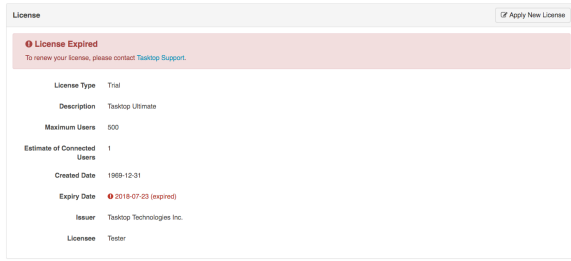 License
Apply New License
License Expired
To renew your license, please contact Tasktop Support.
License Type Trial
Description Tasktop Ultimate
Maximum Users 500
Estimate of Connected 1
Users
Created Date 1969-12-31
Expiry Date 2018-07-23 (expired)
Issuer Tasktop Technologies Inc.
Licensee Tester